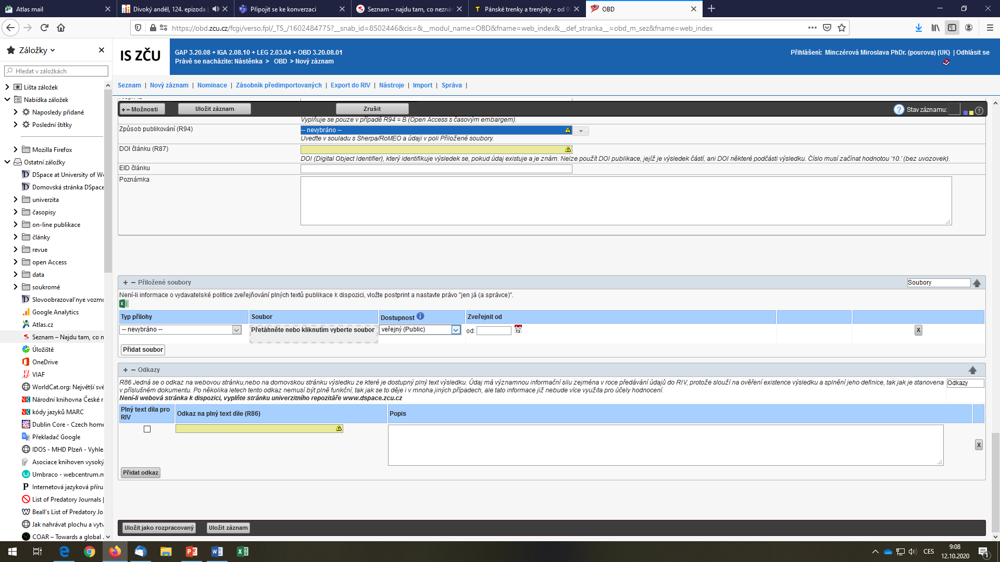 Atlas mail
Divoký anděl, 124. epizoda
Připojit se ke konverzaci
Seznam – najdu tam, co nezná
Pánské trenky a trenýrky - od 9
OBD
https://obd.zcu.cz/fcgi/verso.fpl/_TS_/1602484775?__snab_id=8502446&cis=&__modul_name=OBD&fname=web_index&__def_stranka__=obd_m_sez&fname=web_index
Záložky
Hledat v záložkách
Lišta záložek
Nabídka záložek
Naposledy přidané
Poslední štítky
Mozilla Firefox
Ostatní záložky
DSpace at University of We
Domovská stránka DSpace
univerzita
časopisy
on-line publikace
články
revue
open Access
data
soukromé
Slovoobrazoval'nye vozmo
Google Analytics
Atlas.cz
Seznam – Najdu tam, co n
Úložiště
OneDrive
VIAF
WorldCat.org: Největší svě
Národní knihovna České r
kódy jazyků MARC
Dublin Core - Czech home
Překladač Google
IDOS - MHD Plzeň - Vyhle
Asociace knihoven vysoký
Umbraco - webcentrum.m
Internetová jazyková příru
List of Predatory Journals |
Beall's List of Predatory Jo
Jak nahrávat plochu a vytv
COAR – Towards a global
IS ZČU
GAP 3.20.08 + IGA 2.08.10 + LEG 2.03.04 + OBD 3.20.08.01
Právě se nacházíte: Nástěnka > OBD > Nový záznam
Přihlášení: Minczérová Miroslava PhDr. (pourova) (UK) | Odhlásit se
Seznam | Nový záznam | Nominace | Zásobník předimportovaných | Export do RIV | Nástroje | Import | Správa |
+ − Možnosti
Uložit záznam
Zrušit
Stav záznamu:
Vyplňuje se pouze v případě R94 = B (Open Access s časovým embargem).
Způsob publikování (R94)
-- nevybráno --
Uveďte v souladu s Sherpa/RoMEO a údaji v poli Přiložené soubory.
DOI článku (R87)
DOI (Digital Object Identifier), který identifikuje výsledek se, pokud údaj existuje a je znám. Nelze použít DOI publikace, jejíž je výsledek částí, ani DOI některé podčásti výsledku. Číslo musí začínat hodnotou '10.' (bez uvozovek).
EID článku
Poznámka
+ − Přiložené soubory
Soubory
Není-li informace o vydavatelské politice zveřejňování plných textů publikace k dispozici, vložte postprint a nastavte právo "jen já (a správce)".
Typ přílohy
Soubor
Dostupnost
Zveřejnit od
-- nevybráno --
Přetáhněte nebo kliknutím vyberte soubor
veřejný (Public)
od:
12
X
Přidat soubor
+ − Odkazy
R86 Jedná se o odkaz na webovou stránku,nebo na domovskou stránku výsledku ze které je dostupný plný text výsledku. Údaj má významnou informační silu zejména v roce předávání údajů do RIV, protože slouží na ověření existence výsledku a splnění jeho definice, tak jak je stanovena
v příslušném dokumentu. Po několika letech tento odkaz nemusí být plně funkční, tak jak se to děje i v mnoha jiných případech, ale tato informace již nebude více využita pro účely hodnocení.
Odkazy
Není-li webová stránka k dispozici, vyplňte stránku univerzitního repozitáře www.dspace.zcu.cz
Plný text díla pro
RIV
Odkaz na plný text díle (R86)
Popis
X
Přidat odkaz
Uložit jako rozpracovaný
Uložit záznam
CES
9:08
12.10.2020
1